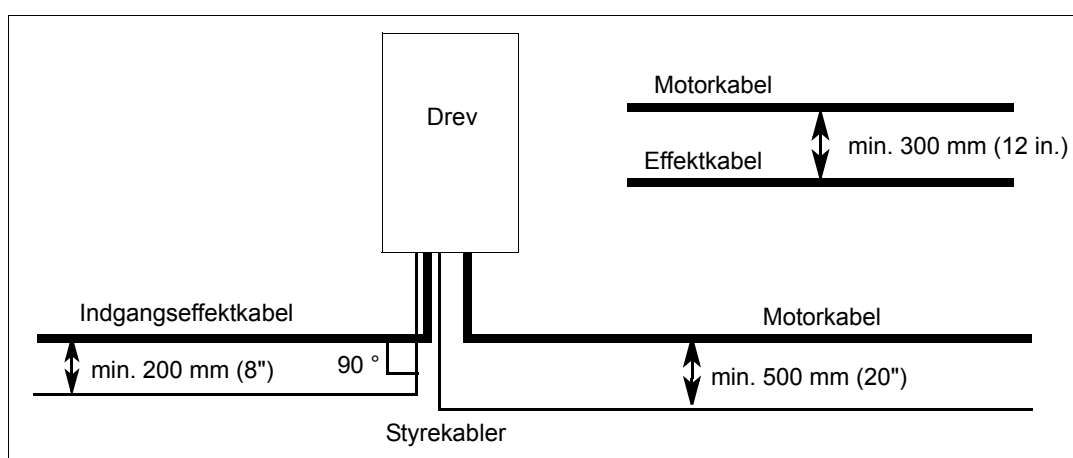 Drev
Motorkabel
min. 300 mm (12 in.)
Effektkabel
Indgangseffektkabel
min. 200 mm (8")
90 °
Motorkabel
min. 500 mm (20")
Styrekabler